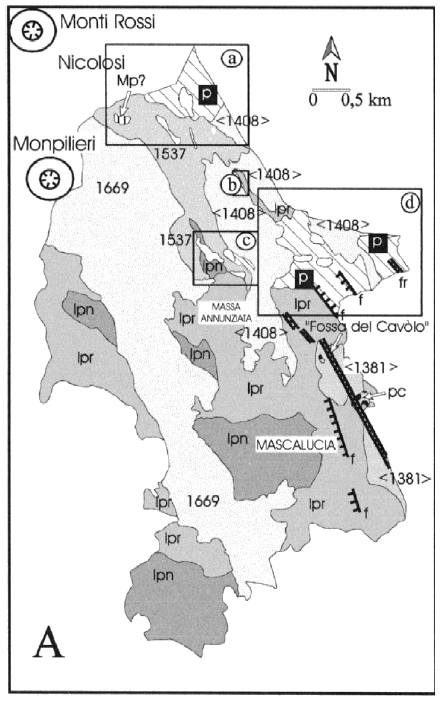 Monti Rossi
Nicolosi
Mp?
a
p
N
0 0,5 km
<1408>
Monpilieri
1537
b
<1408>
d
1669
<1408>
lpr
<1408>
p
1537
c
lpn
p
f
fr
lpr
MASSA
ANNUNZIATA
lpr
f
"Fossa del Cavòlo"
<1408>
lpn
lpr
lpn
lpr
<1381>
pc
lpn
MASCALUCIA
f
<1381>
lpr
1669
lpr
f
lpr
lpn
A